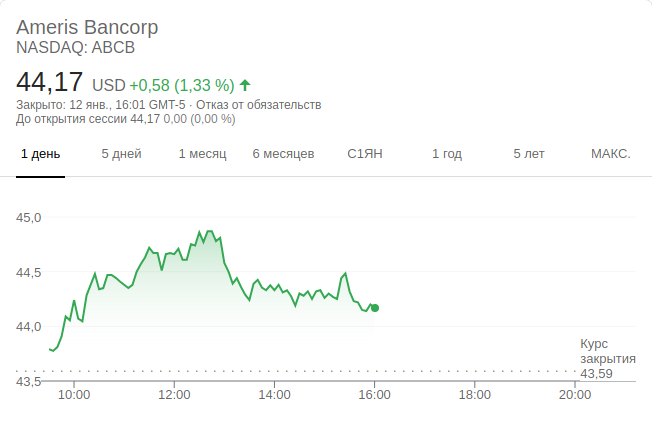 Ameris Bancorp
NASDAQ: ABCB
44,17 USD +0,58 (1,33 %)
Закрыто: 12 янв., 16:01 GMT-5 · Отказ от обязательств
До открытия сессии 44,17 0,00 (0,00 %)
1 день 5 дней 1 месяц 6 месяцев С1ЯН 1 год 5 лет МАКС.
45,0
44,5
44,0
Курс
закрытия
43,59
43,5
10:00 12:00 14:00 16:00 18:00 20:00